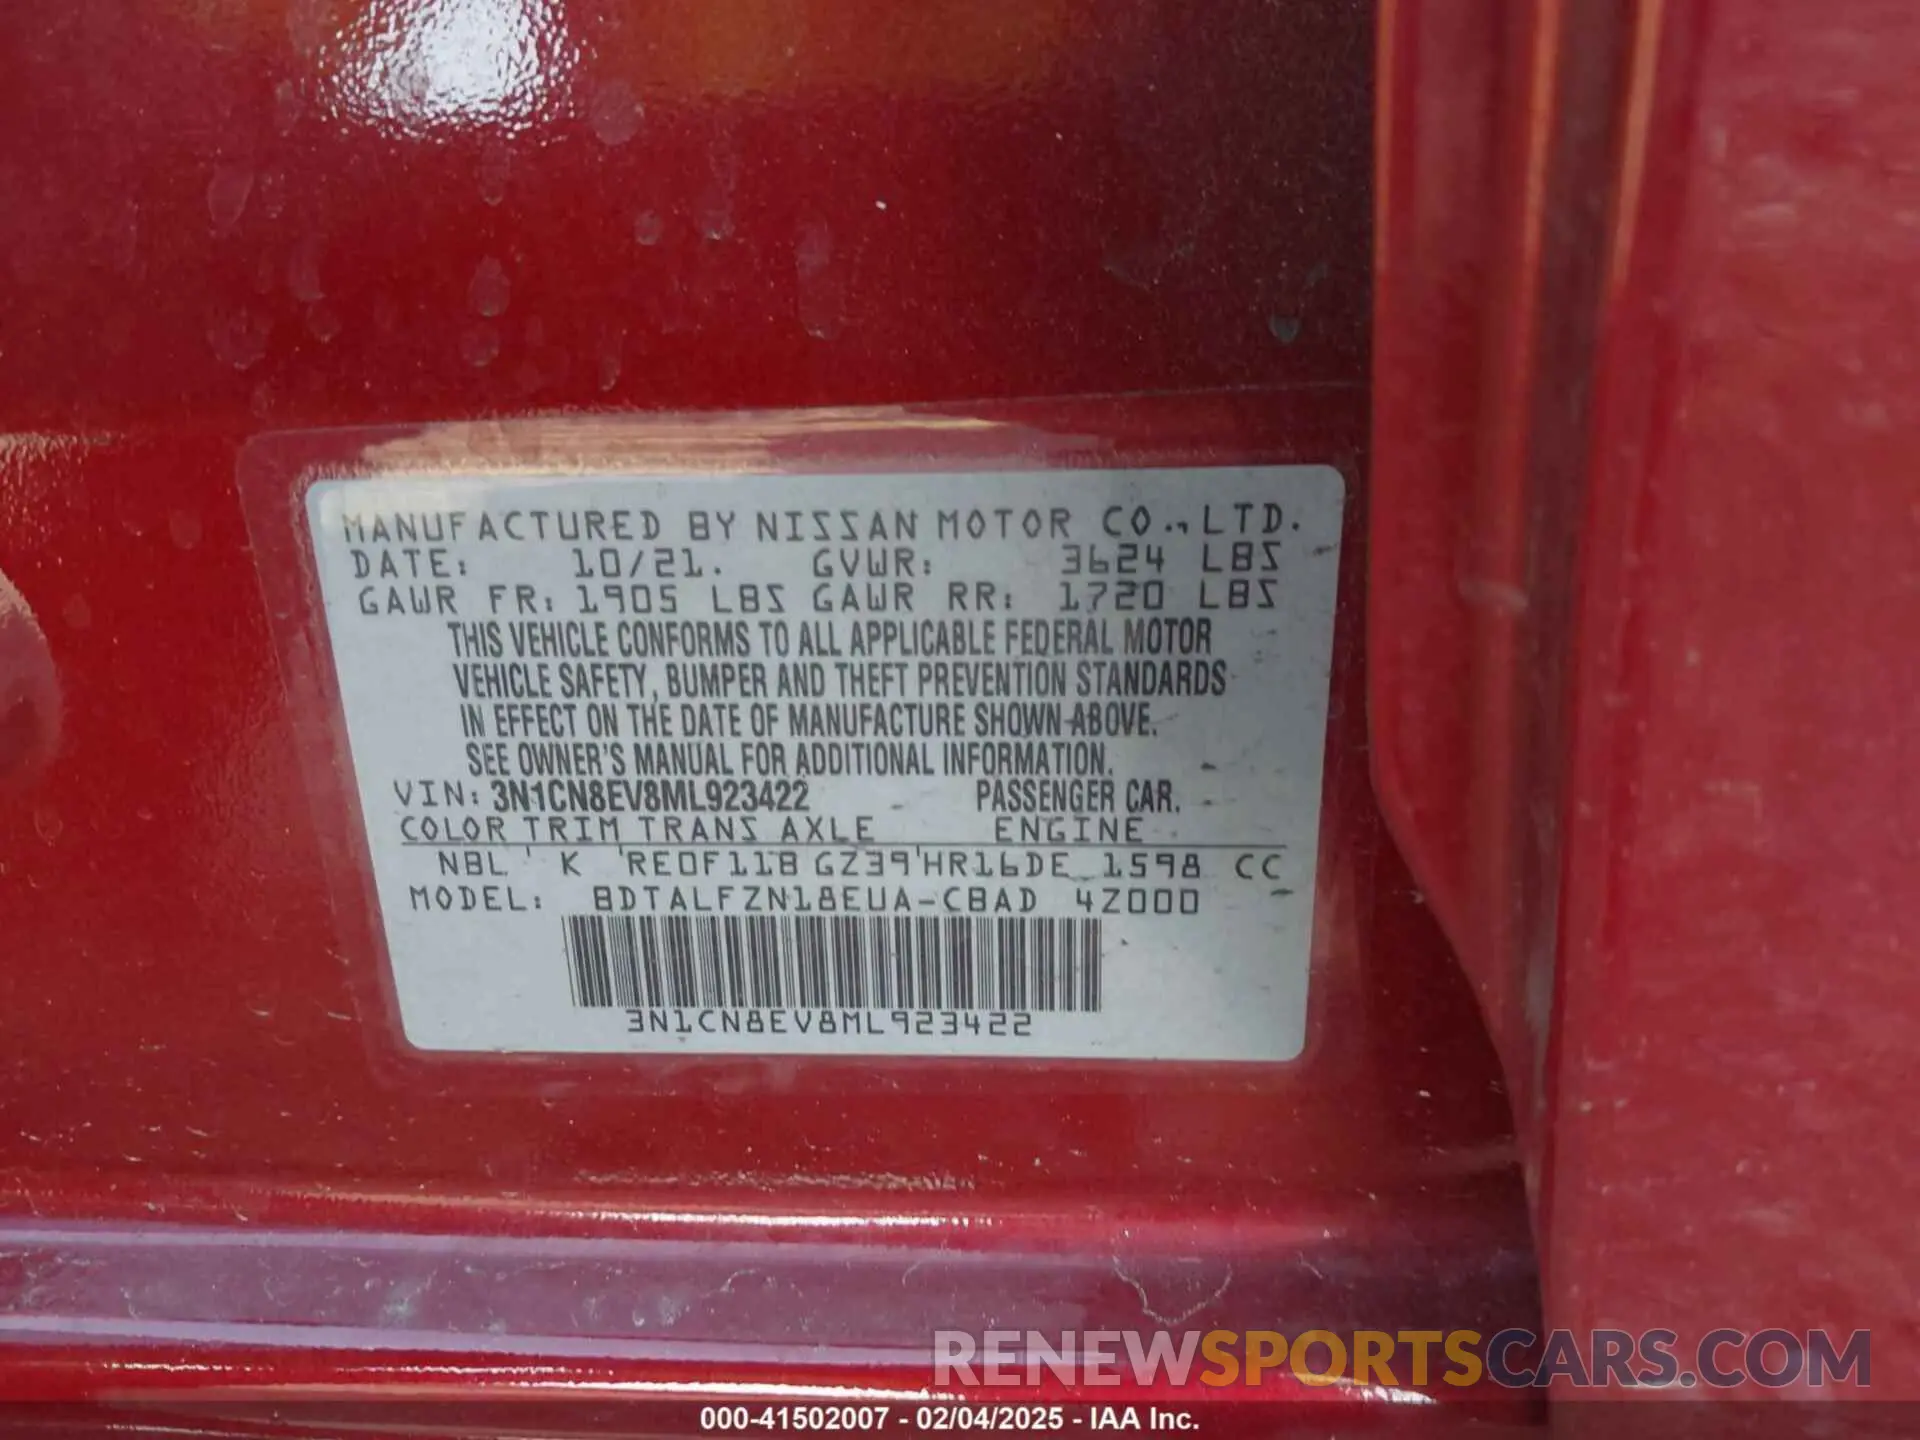 MANUFACTURED BY NISSAN MOTOR CO., LTD.
DATE: 10/21. GVWR: 3624 LBS
GAWR FR: 1905 LBS GAWR RR: 1720 LBS
THIS VEHICLE CONFORMS TO ALL APPLICABLE FEDERAL MOTOR
VEHICLE SAFETY, BUMPER AND THEFT PREVENTION STANDARDS
IN EFFECT ON THE DATE OF MANUFACTURE SHOWN ABOVE.
SEE OWNER'S MANUAL FOR ADDITIONAL INFORMATION.
VIN: 3N1CN8EV8ML923422 PASSENGER CAR.
COLOR TRIM TRANS AXLE ENGINE
NBL ' K 'RE0F11B GZ39'HR16DE 1598 CC
MODEL: BDTALFZN18EUA-CBAD 4Z000
3N1CN8EV8ML923422
RENEWSPORTSCARS.COM
000-41502007 - 02/04/2025 - IAA Inc.